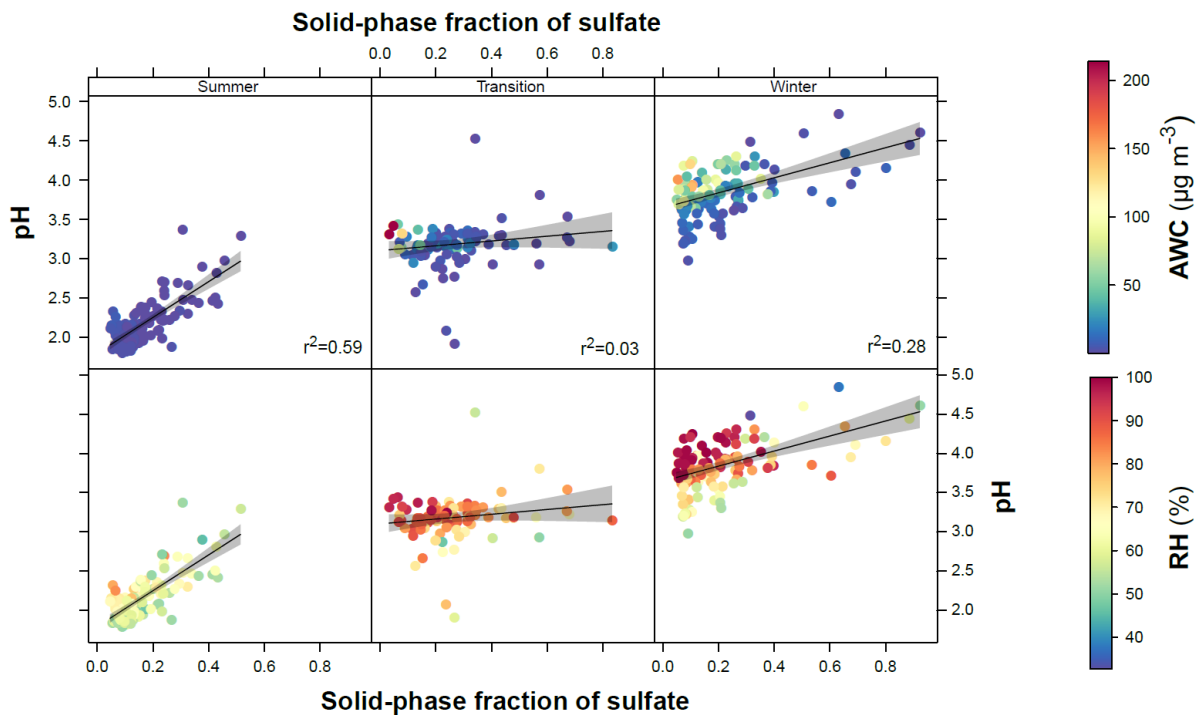 Solid-phase fraction of sulfate
0.0 0.2 0.4 0.6 0.8
Summer Transition Winter
5.0
4.5
4.0
3.5
3.0
2.5
2.0
pH
r²=0.59
r²=0.03
r²=0.28
200
150
100
50
AWC (µg m⁻³)
5.0
4.5
4.0
3.5
3.0
2.5
2.0
pH
100
90
80
70
60
50
40
RH (%)
0.0 0.2 0.4 0.6 0.8 0.0 0.2 0.4 0.6 0.8
Solid-phase fraction of sulfate